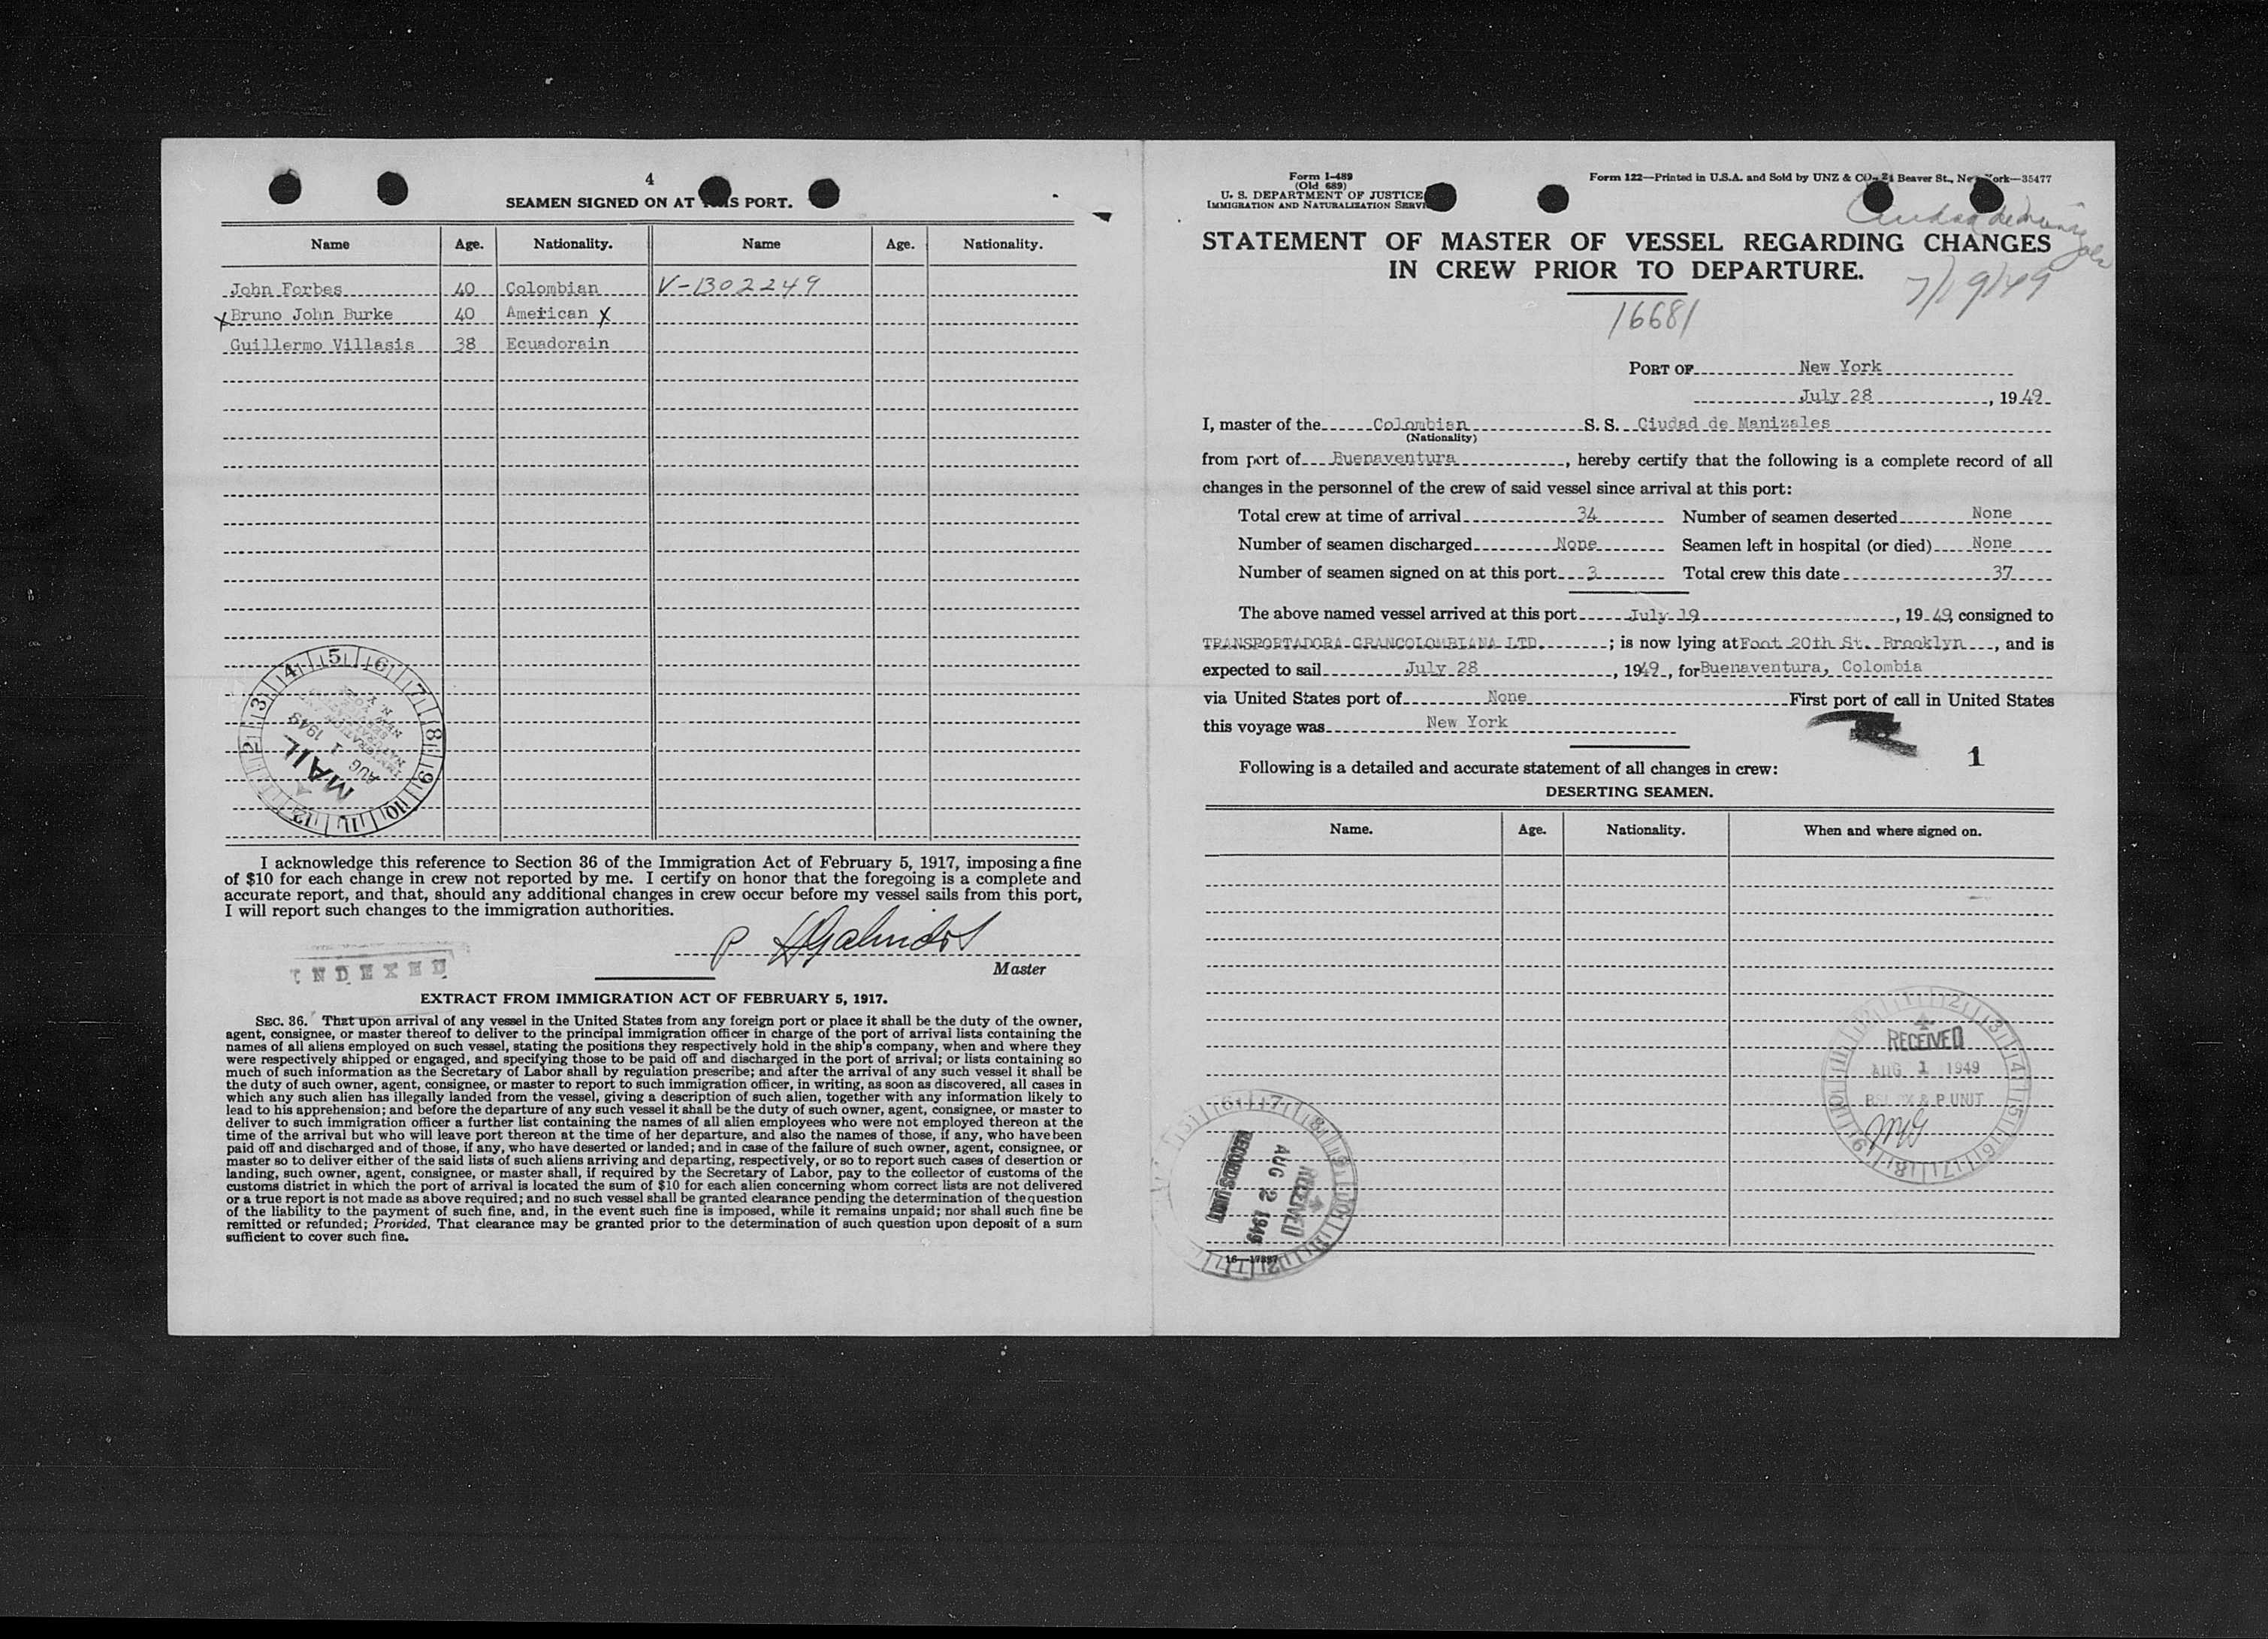 4
SEAMEN SIGNED ON AT THIS PORT.
Name Age. Nationality. Name Age. Nationality.
John Forbes 40 Colombian V-1302249
X Bruno John Burke 40 American X
Guillermo Villasis 38 Ecuadorain
1 2 3 4 5 6 7 8 9 10 11 12
MAIL
AUG 1 1949
I acknowledge this reference to Section 36 of the Immigration Act of February 5, 1917, imposing a fine
of $10 for each change in crew not reported by me. I certify on honor that the foregoing is a complete and
accurate report, and that, should any additional changes in crew occur before my vessel sails from this port,
I will report such changes to the immigration authorities.
Master
INDEXED
EXTRACT FROM IMMIGRATION ACT OF FEBRUARY 5, 1917.
SEC. 36. That upon arrival of any vessel in the United States from any foreign port or place it shall be the duty of the owner,
agent, consignee, or master thereof to deliver to the principal immigration officer in charge of the port of arrival lists containing the
names of all aliens employed on such vessel, stating the positions they respectively hold in the ship's company, when and where they
were respectively shipped or engaged, and specifying those to be paid off and discharged in the port of arrival; or lists containing so
much of such information as the Secretary of Labor shall by regulation prescribe; and after the arrival of any such vessel it shall be
the duty of such owner, agent, consignee, or master to report to such immigration officer, in writing, as soon as discovered, all cases in
which any such alien has illegally landed from the vessel, giving a description of such alien, together with any information likely to
lead to his apprehension; and before the departure of any such vessel it shall be the duty of such owner, agent, consignee, or master to
deliver to such immigration officer a further list containing the names of all alien employees who were not employed thereon at the
time of the arrival but who will leave port thereon at the time of her departure, and also the names of those, if any, who have been
paid off and discharged and of those, if any, who have deserted or landed; and in case of the failure of such owner, agent, consignee, or
master so to deliver either of the said lists of such aliens arriving and departing, respectively, or so to report such cases of desertion or
landing, such owner, agent, consignee, or master shall, if required by the Secretary of Labor, pay to the collector of customs of the
customs district in which the port of arrival is located the sum of $10 for each alien concerning whom correct lists are not delivered
or a true report is not made as above required; and no such vessel shall be granted clearance pending the determination of the question
of the liability to the payment of such fine, and, in the event such fine is imposed, while it remains unpaid; nor shall such fine be
remitted or refunded; Provided, That clearance may be granted prior to the determination of such question upon deposit of a sum
sufficient to cover such fine.
Form I-489
(Old 689)
U. S. DEPARTMENT OF JUSTICE
IMMIGRATION AND NATURALIZATION SERVICE
Form 122—Printed in U.S.A. and Sold by UNZ & CO., 24 Beaver St., New York—35477
Ciudad de Manizales
7/19/49
STATEMENT OF MASTER OF VESSEL REGARDING CHANGES
IN CREW PRIOR TO DEPARTURE.
16681
PORT OF New York
July 28, 1949
I, master of the Colombian S. S. Ciudad de Manizales
(Nationality)
from port of Buenaventura, hereby certify that the following is a complete record of all
changes in the personnel of the crew of said vessel since arrival at this port:
Total crew at time of arrival 34 Number of seamen deserted None
Number of seamen discharged None Seamen left in hospital (or died) None
Number of seamen signed on at this port 3 Total crew this date 37
The above named vessel arrived at this port July 19, 1949, consigned to
TRANSPORTADORA GRANCOLOMBIANA LTD.; is now lying at Foot 20th St. Brooklyn, and is
expected to sail July 28, 1949, for Buenaventura, Colombia
via United States port of None First port of call in United States
this voyage was New York
1
Following is a detailed and accurate statement of all changes in crew:
DESERTING SEAMEN.
Name. Age. Nationality. When and where signed on.
RECEIVED
AUG 1 1949
& P UNIT
RECEIVED
AUG 2 1949
RECORDS UNIT